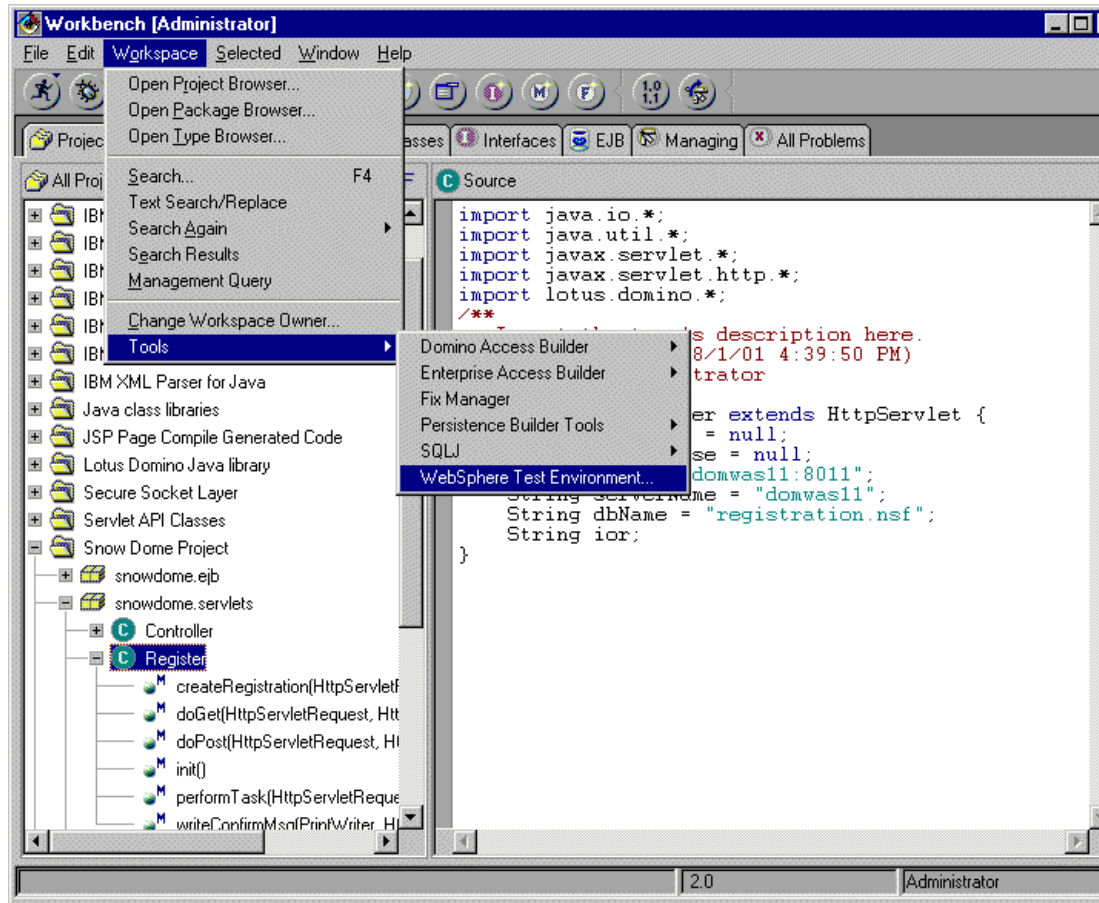 Workbench [Administrator]
File Edit Workspace Selected Window Help
Open Project Browser...
Open Package Browser...
Open Type Browser...
Search... F4
Text Search/Replace
Search Again
Search Results
Management Query
Change Workspace Owner...
Tools
Domino Access Builder
Enterprise Access Builder
Fix Manager
Persistence Builder Tools
SQLJ
WebSphere Test Environment...
Interfaces EJB Managing All Problems
All
Source
IBM XML Parser for Java
Java class libraries
JSP Page Compile Generated Code
Lotus Domino Java library
Secure Socket Layer
Servlet API Classes
Snow Dome Project
snowdome.ejb
snowdome.servlets
Controller
Register
createRegistration(HttpServlet
doGet(HttpServletRequest, Htt
doPost(HttpServletRequest, H
init()
performTask(HttpServletReque
writeConfirmMsg(PrintWriter, H
import java.io.*;
import java.util.*;
import javax.servlet.*;
import javax.servlet.http.*;
import lotus.domino.*;
/**
s description here.
8/1/01 4:39:50 PM)
trator
er extends HttpServlet {
= null;
se = null;
domwas11:8011";
String serverName = "domwas11";
String dbName = "registration.nsf";
String ior;
}
2.0
Administrator